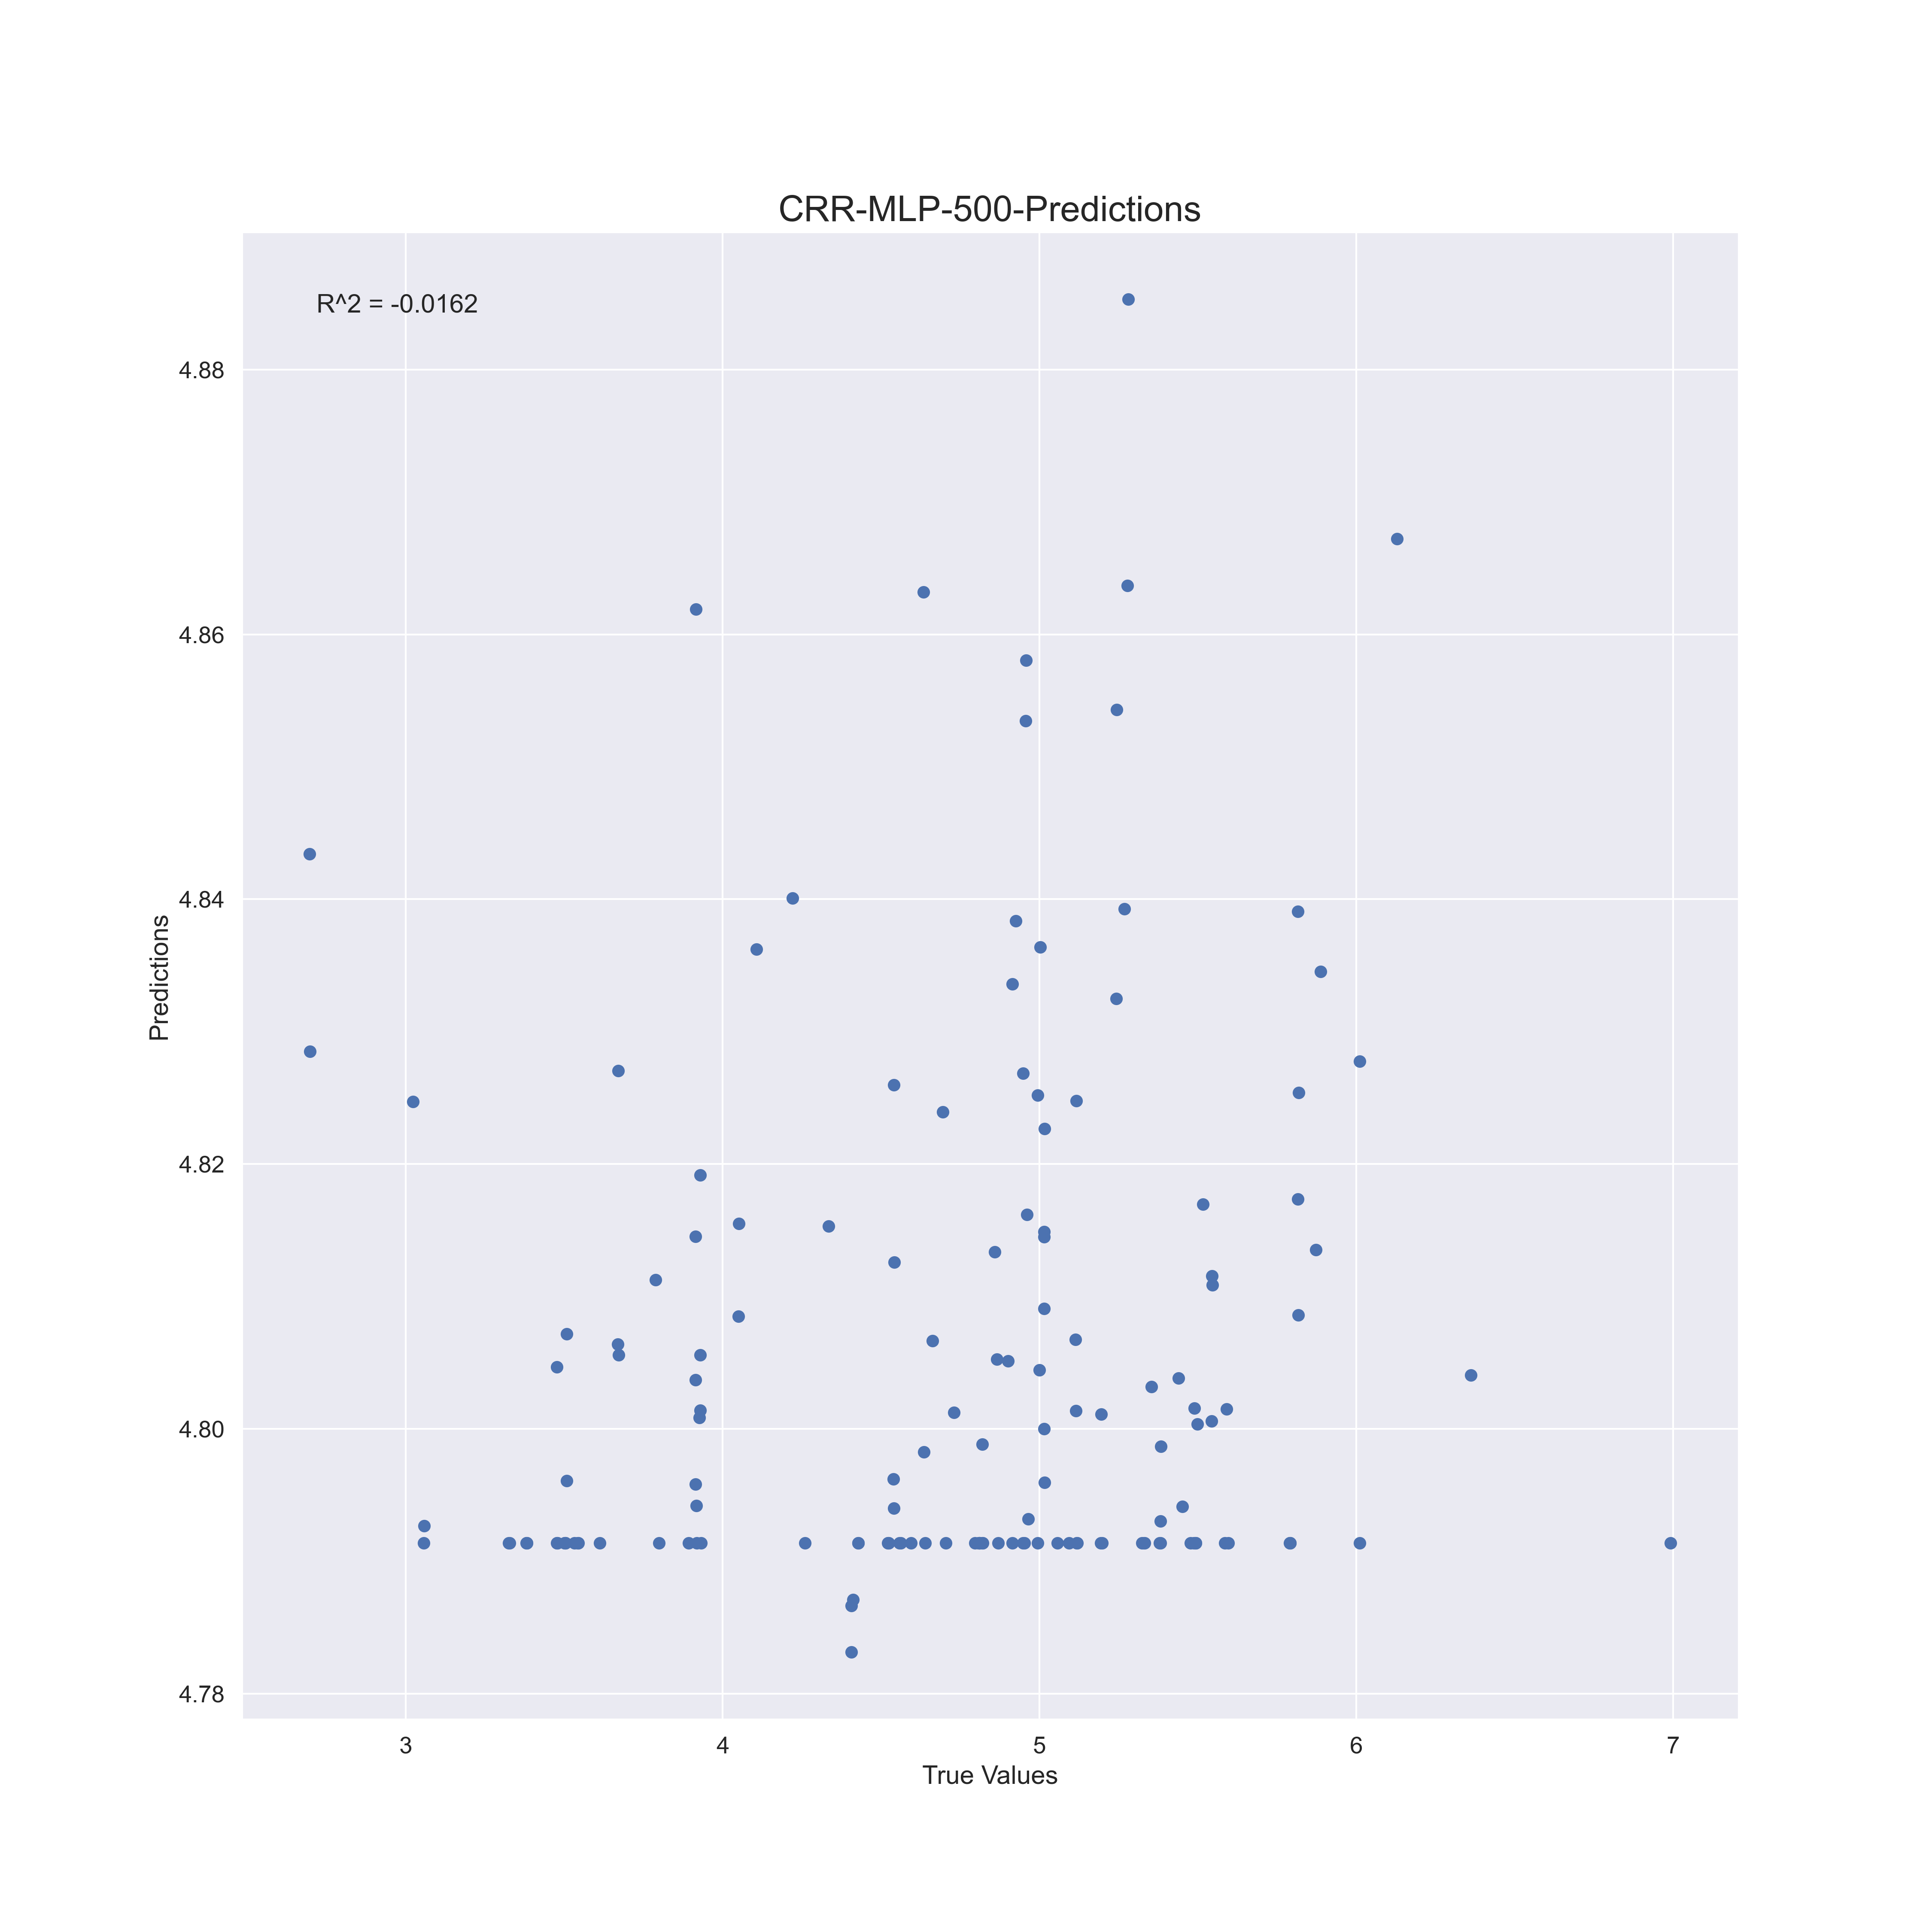 CRR-MLP-500-Predictions
R^2 = -0.0162
4.88
4.86
4.84
4.82
4.80
4.78
Predictions
3 4 5 6 7
True Values